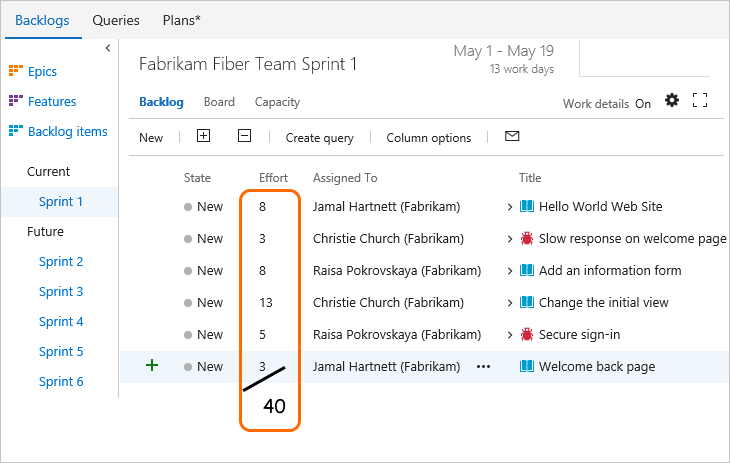 Backlogs Queries Plans*
Epics
Features
Backlog items
Current
Sprint 1
Future
Sprint 2
Sprint 3
Sprint 4
Sprint 5
Sprint 6
Fabrikam Fiber Team Sprint 1
May 1 - May 19
13 work days
Backlog Board Capacity
Work details On
New Create query Column options
State Effort Assigned To Title
New 8 Jamal Hartnett (Fabrikam) Hello World Web Site
New 3 Christie Church (Fabrikam) Slow response on welcome page
New 8 Raisa Pokrovskaya (Fabrikam) Add an information form
New 13 Christie Church (Fabrikam) Change the initial view
New 5 Raisa Pokrovskaya (Fabrikam) Secure sign-in
New 3 Jamal Hartnett (Fabrikam) ••• Welcome back page
40